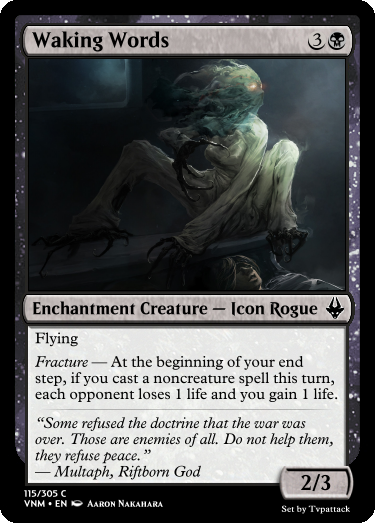 Waking Words 3
Enchantment Creature — Icon Rogue
Flying
Fracture — At the beginning of your end
step, if you cast a noncreature spell this turn,
each opponent loses 1 life and you gain 1 life.
“Some refused the doctrine that the war was
over. Those are enemies of all. Do not help them,
they refuse peace.”
— Multaph, Riftborn God
2/3
115/305 C
VNM • EN Aaron Nakahara
Set by Tvpattack